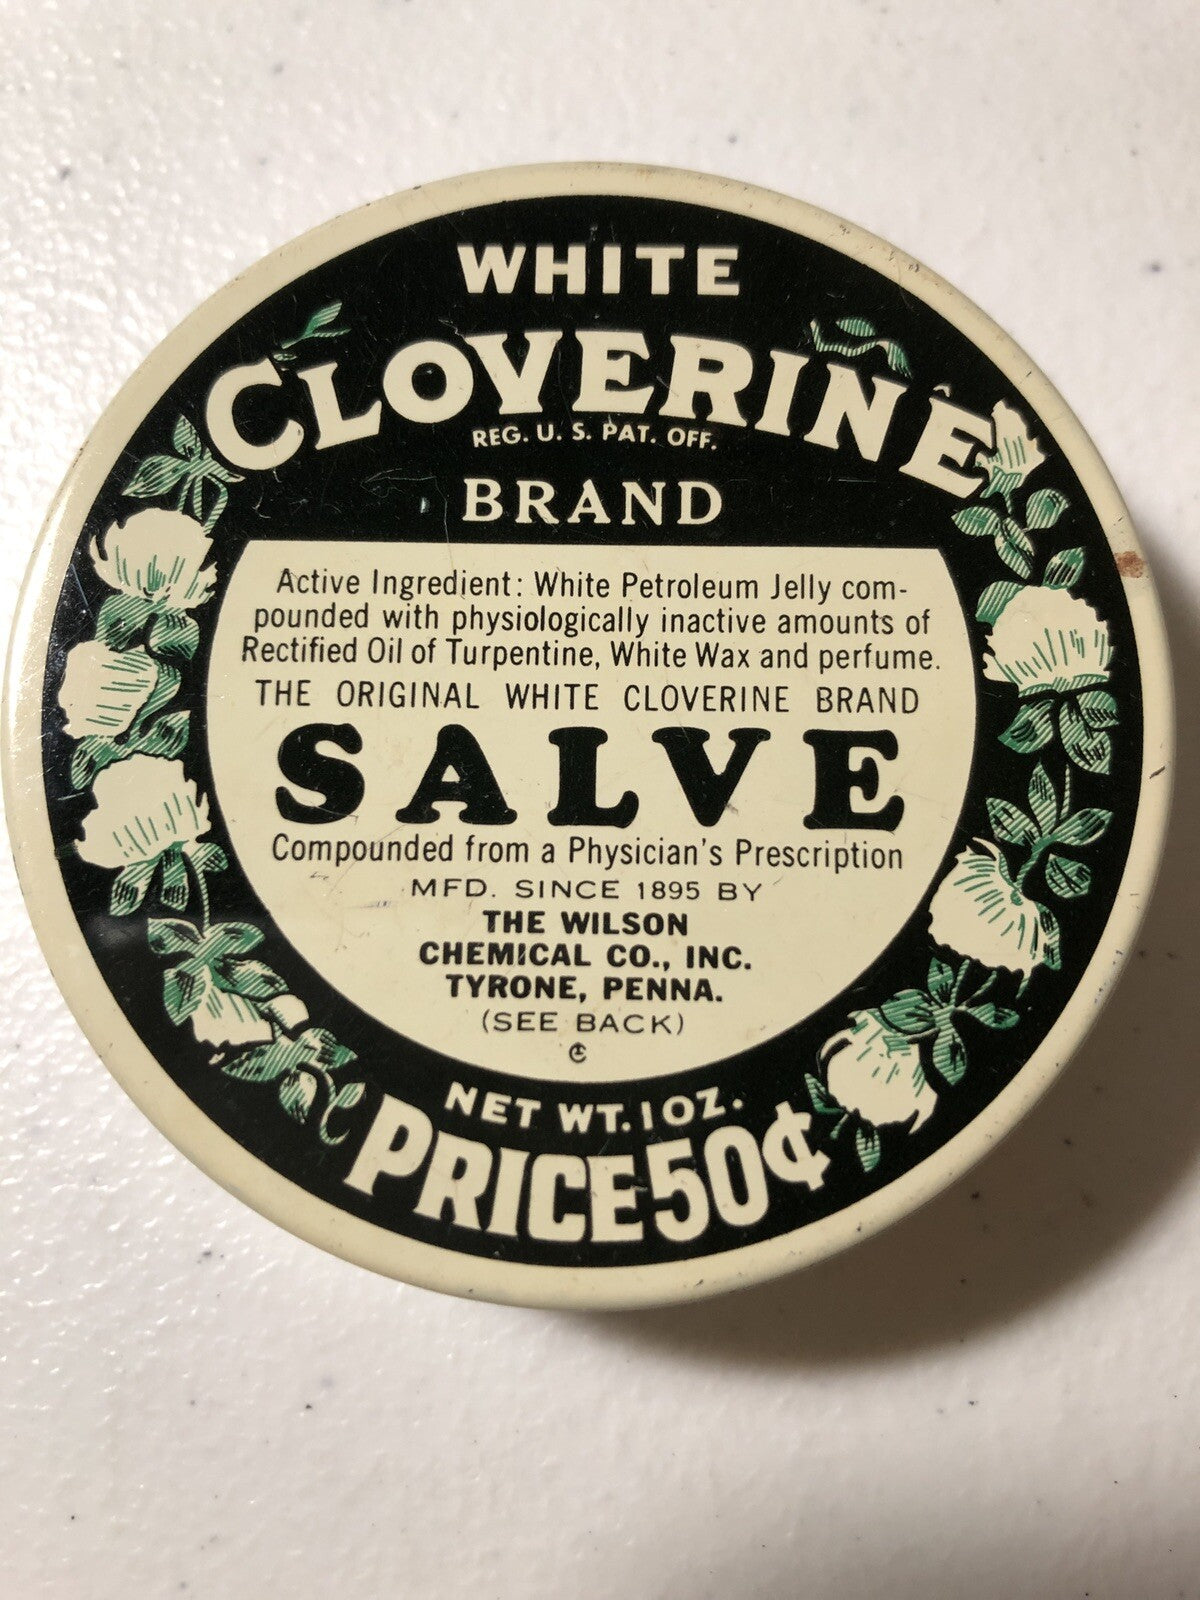 WHITE
CLOVERINE
REG. U. S. PAT. OFF.
BRAND
Active Ingredient: White Petroleum Jelly com-
pounded with physiologically inactive amounts of
Rectified Oil of Turpentine, White Wax and perfume.
THE ORIGINAL WHITE CLOVERINE BRAND
SALVE
Compounded from a Physician's Prescription
MFD. SINCE 1895 BY
THE WILSON
CHEMICAL CO., INC.
TYRONE, PENNA.
(SEE BACK)
NET WT. 1 OZ.
PRICE 50¢